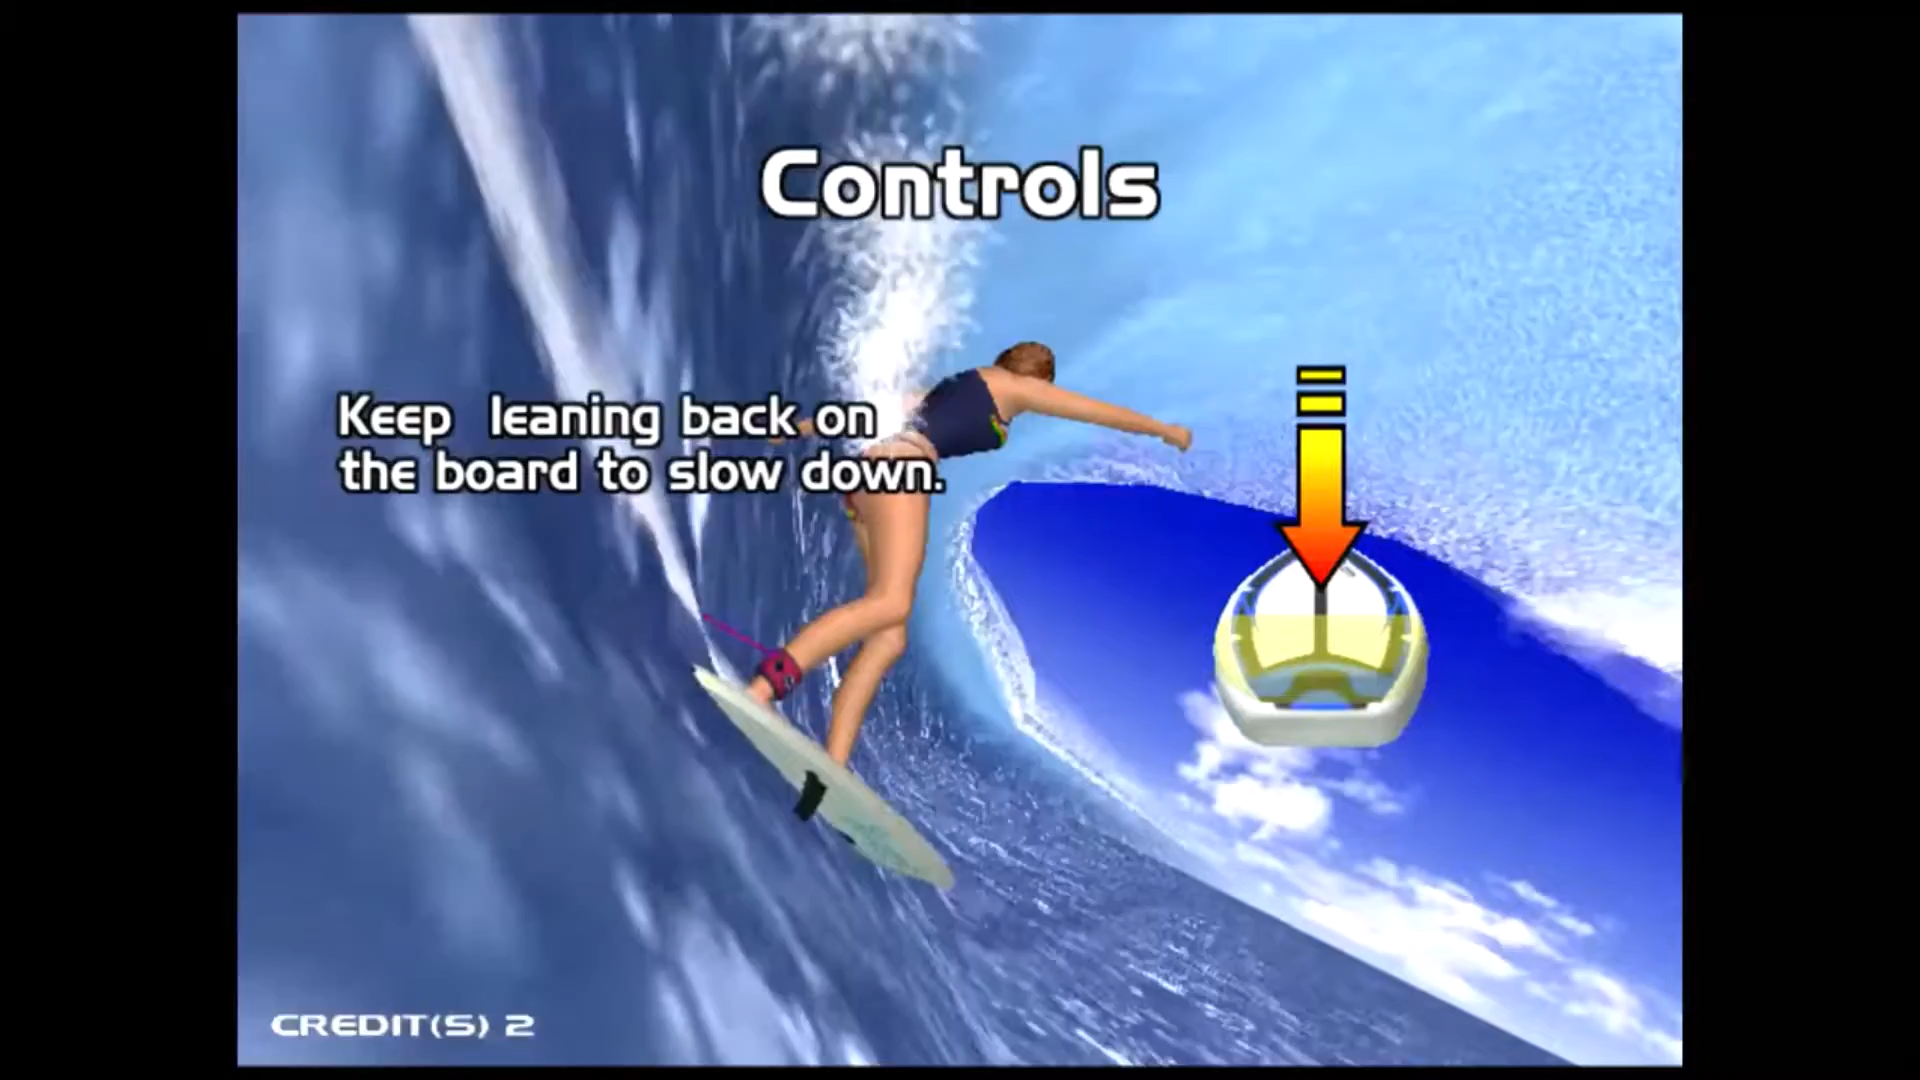 Controls
Keep leaning back on
the board to slow down.
CREDIT(S) 2